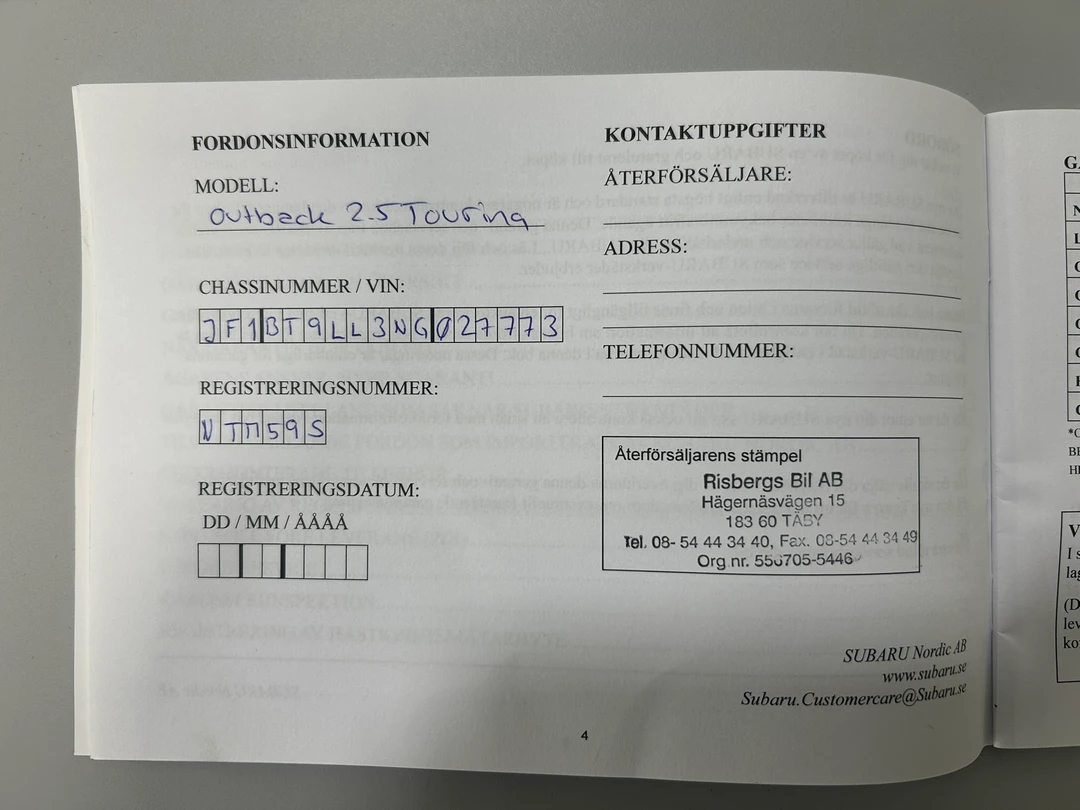 FORDONSINFORMATION
MODELL:
Outback 2.5 Touring
CHASSINUMMER / VIN:
JF1BT9LL3NG027773
REGISTRERINGSNUMMER:
NTM59S
REGISTRERINGSDATUM:
DD / MM / ÅÅÅÅ
KONTAKTUPPGIFTER
ÅTERFÖRSÄLJARE:
ADRESS:
TELEFONNUMMER:
Återförsäljarens stämpel
Risbergs Bil AB
Hägernäsvägen 15
183 60 TÄBY
Tel. 08- 54 44 34 40, Fax. 08-54 44 34 49
Org.nr. 556705-5446
SUBARU Nordic AB
www.subaru.se
Subaru.Customercare@Subaru.se
4